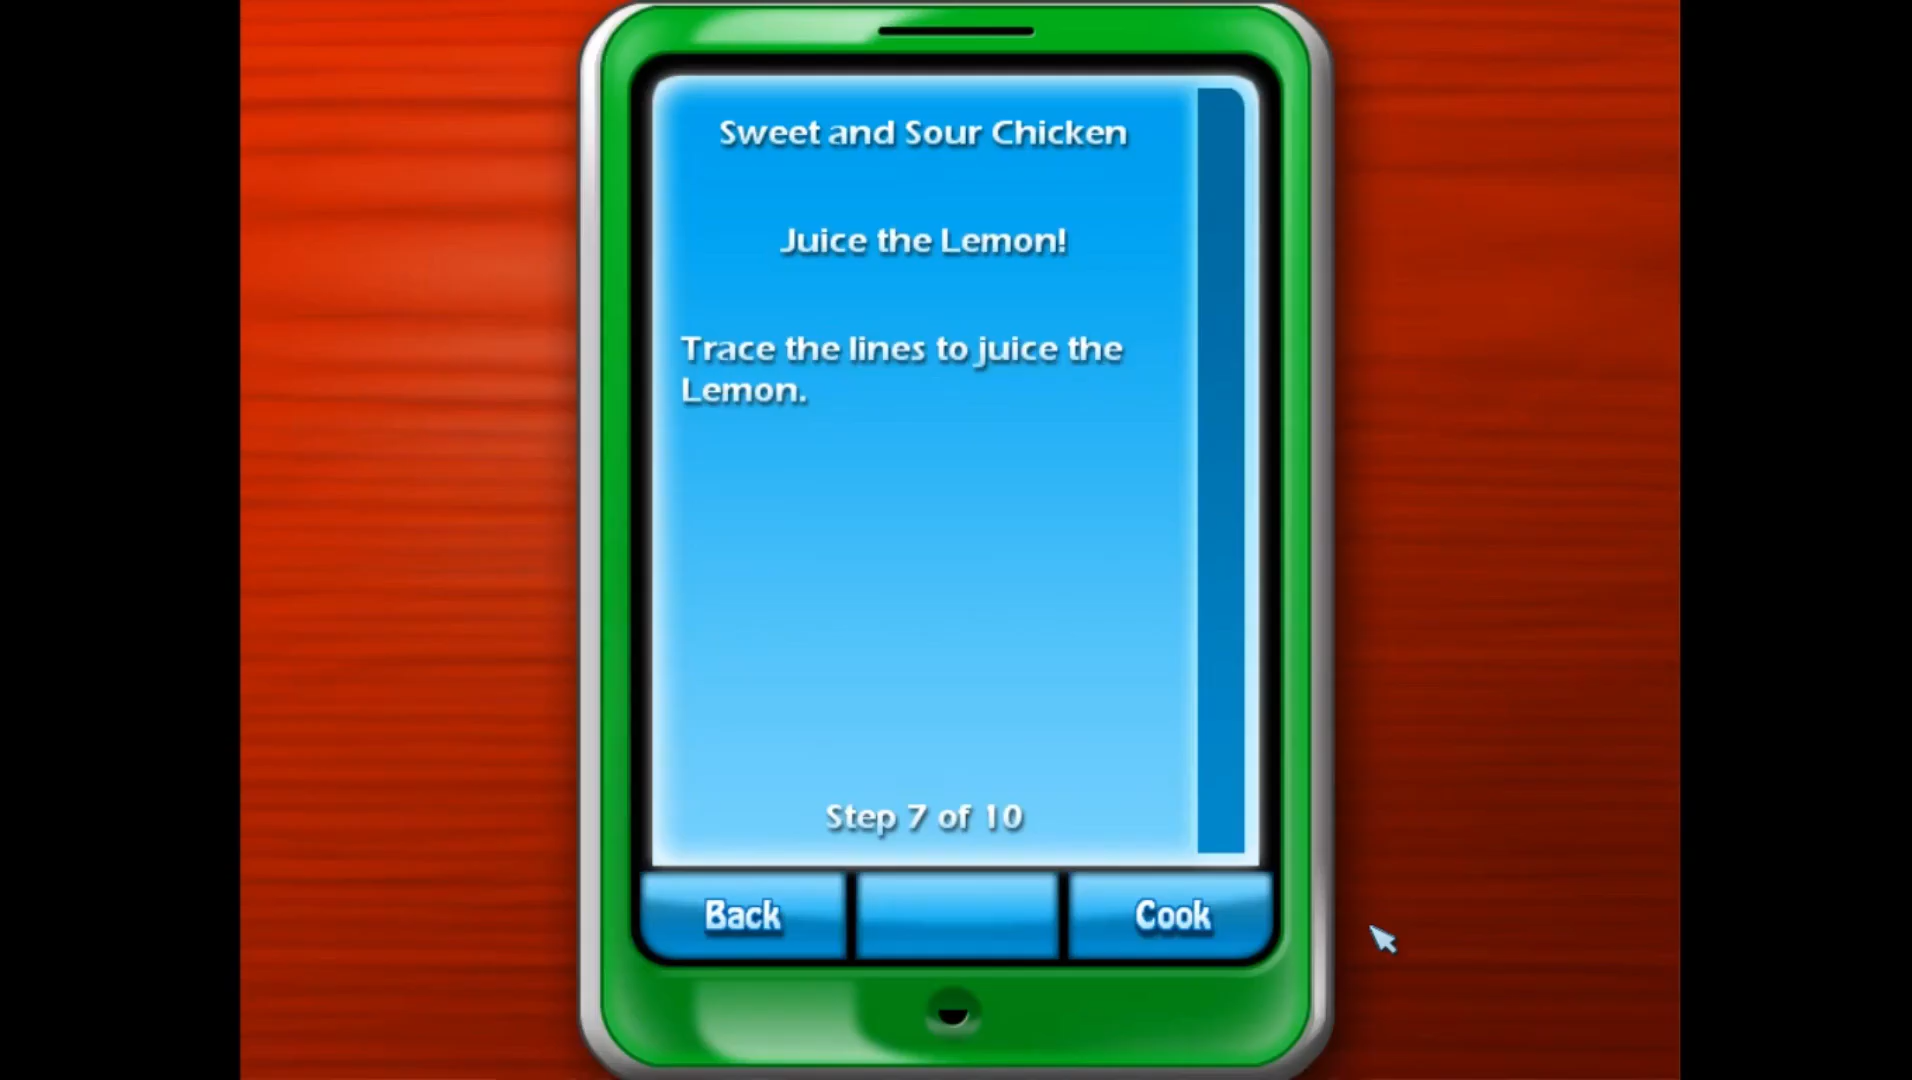 Sweet and Sour Chicken
Juice the Lemon!
Trace the lines to juice the
Lemon.
Step 7 of 10
Back
Cook